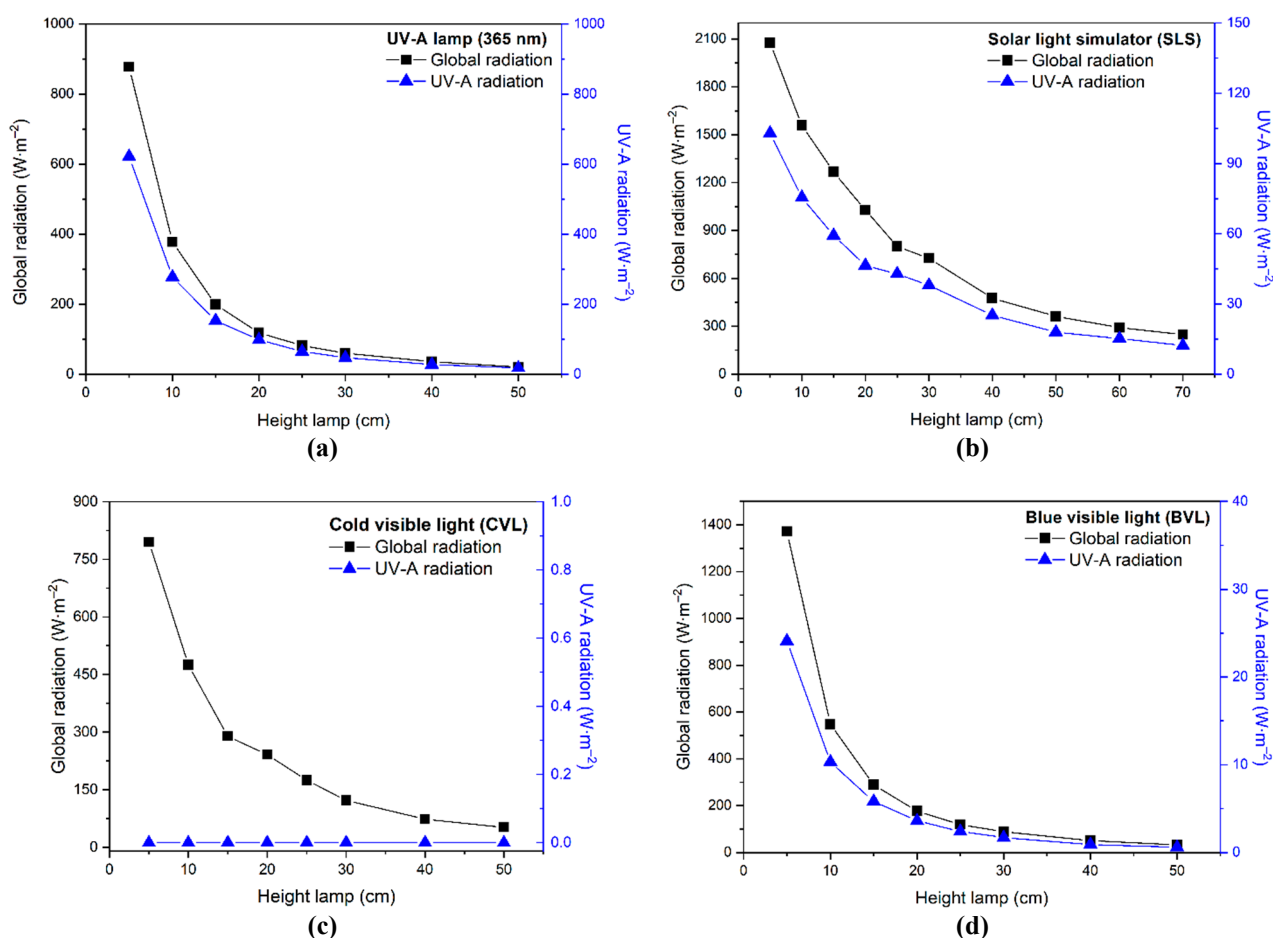 UV-A lamp (365 nm)
Global radiation
UV-A radiation
1000
800
600
400
200
0
Global radiation (W·m⁻²)
1000
800
600
400
200
0
UV-A radiation (W·m⁻²)
0 10 20 30 40 50
Height lamp (cm)
(a)
Solar light simulator (SLS)
Global radiation
UV-A radiation
2100
1800
1500
1200
900
600
300
0
Global radiation (W·m⁻²)
150
120
90
60
30
0
UV-A radiation (W·m⁻²)
0 10 20 30 40 50 60 70
Height lamp (cm)
(b)
Cold visible light (CVL)
Global radiation
UV-A radiation
900
750
600
450
300
150
0
Global radiation (W·m⁻²)
1.0
0.8
0.6
0.4
0.2
0.0
UV-A radiation (W·m⁻²)
0 10 20 30 40 50
Height lamp (cm)
(c)
Blue visible light (BVL)
Global radiation
UV-A radiation
1400
1200
1000
800
600
400
200
0
Global radiation (W·m⁻²)
40
30
20
10
0
UV-A radiation (W·m⁻²)
0 10 20 30 40 50
Height lamp (cm)
(d)